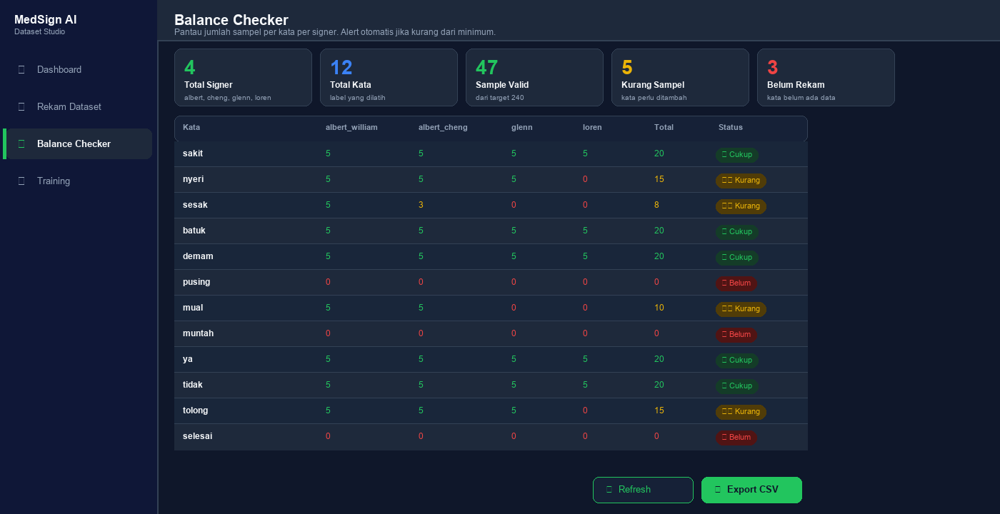 MedSign AI
Dataset Studio
Dashboard
Rekam Dataset
Balance Checker
Training
Balance Checker
Pantau jumlah sampel per kata per signer. Alert otomatis jika kurang dari minimum.
4
Total Signer
albert, cheng, glenn, loren
12
Total Kata
label yang dilatih
47
Sample Valid
dari target 240
5
Kurang Sampel
kata perlu ditambah
3
Belum Rekam
kata belum ada data
Kata albert_william albert_cheng glenn loren Total Status
sakit 5 5 5 5 20 Cukup
nyeri 5 5 5 0 15 Kurang
sesak 5 3 0 0 8 Kurang
batuk 5 5 5 5 20 Cukup
demam 5 5 5 5 20 Cukup
pusing 0 0 0 0 0 Belum
mual 5 5 0 0 10 Kurang
muntah 0 0 0 0 0 Belum
ya 5 5 5 5 20 Cukup
tidak 5 5 5 5 20 Cukup
tolong 5 5 5 0 15 Kurang
selesai 0 0 0 0 0 Belum
Refresh
Export CSV